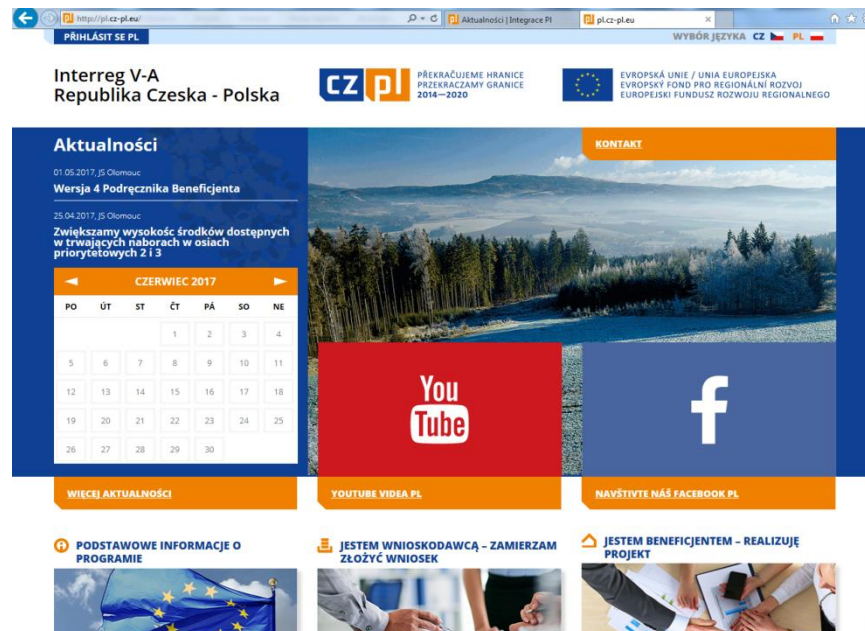 http://pl.cz-pl.eu/
Aktualności | Integrace Pl
pl.cz-pl.eu
PŘIHLÁSIT SE PL
WYBÓR JĘZYKA CZ PL
Interreg V-A
Republika Czeska - Polska
CZ pl
PŘEKRAČUJEME HRANICE
PRZEKRACZAMY GRANICE
2014—2020
EVROPSKÁ UNIE / UNIA EUROPEJSKA
EVROPSKÝ FOND PRO REGIONÁLNÍ ROZVOJ
EUROPEJSKI FUNDUSZ ROZWOJU REGIONALNEGO
Aktualności
KONTAKT
01.05.2017, JS Olomouc
Wersja 4 Podręcznika Beneficjenta
25.04.2017, JS Olomouc
Zwiększamy wysokośc środków dostępnych
w trwających naborach w osiach
priorytetowych 2 i 3
CZERWIEC 2017
PO ÚT ST ČT PÁ SO NE
1 2 3 4
5 6 7 8 9 10 11
12 13 14 15 16 17 18
19 20 21 22 23 24 25
26 27 28 29 30
You
Tube
f
WIĘCEJ AKTUALNOŚCI
YOUTUBE VIDEA PL
NAVŠTIVTE NÁŠ FACEBOOK PL
PODSTAWOWE INFORMACJE O
PROGRAMIE
JESTEM WNIOSKODAWCĄ – ZAMIERZAM
ZŁOŻYĆ WNIOSEK
JESTEM BENEFICJENTEM – REALIZUJĘ
PROJEKT